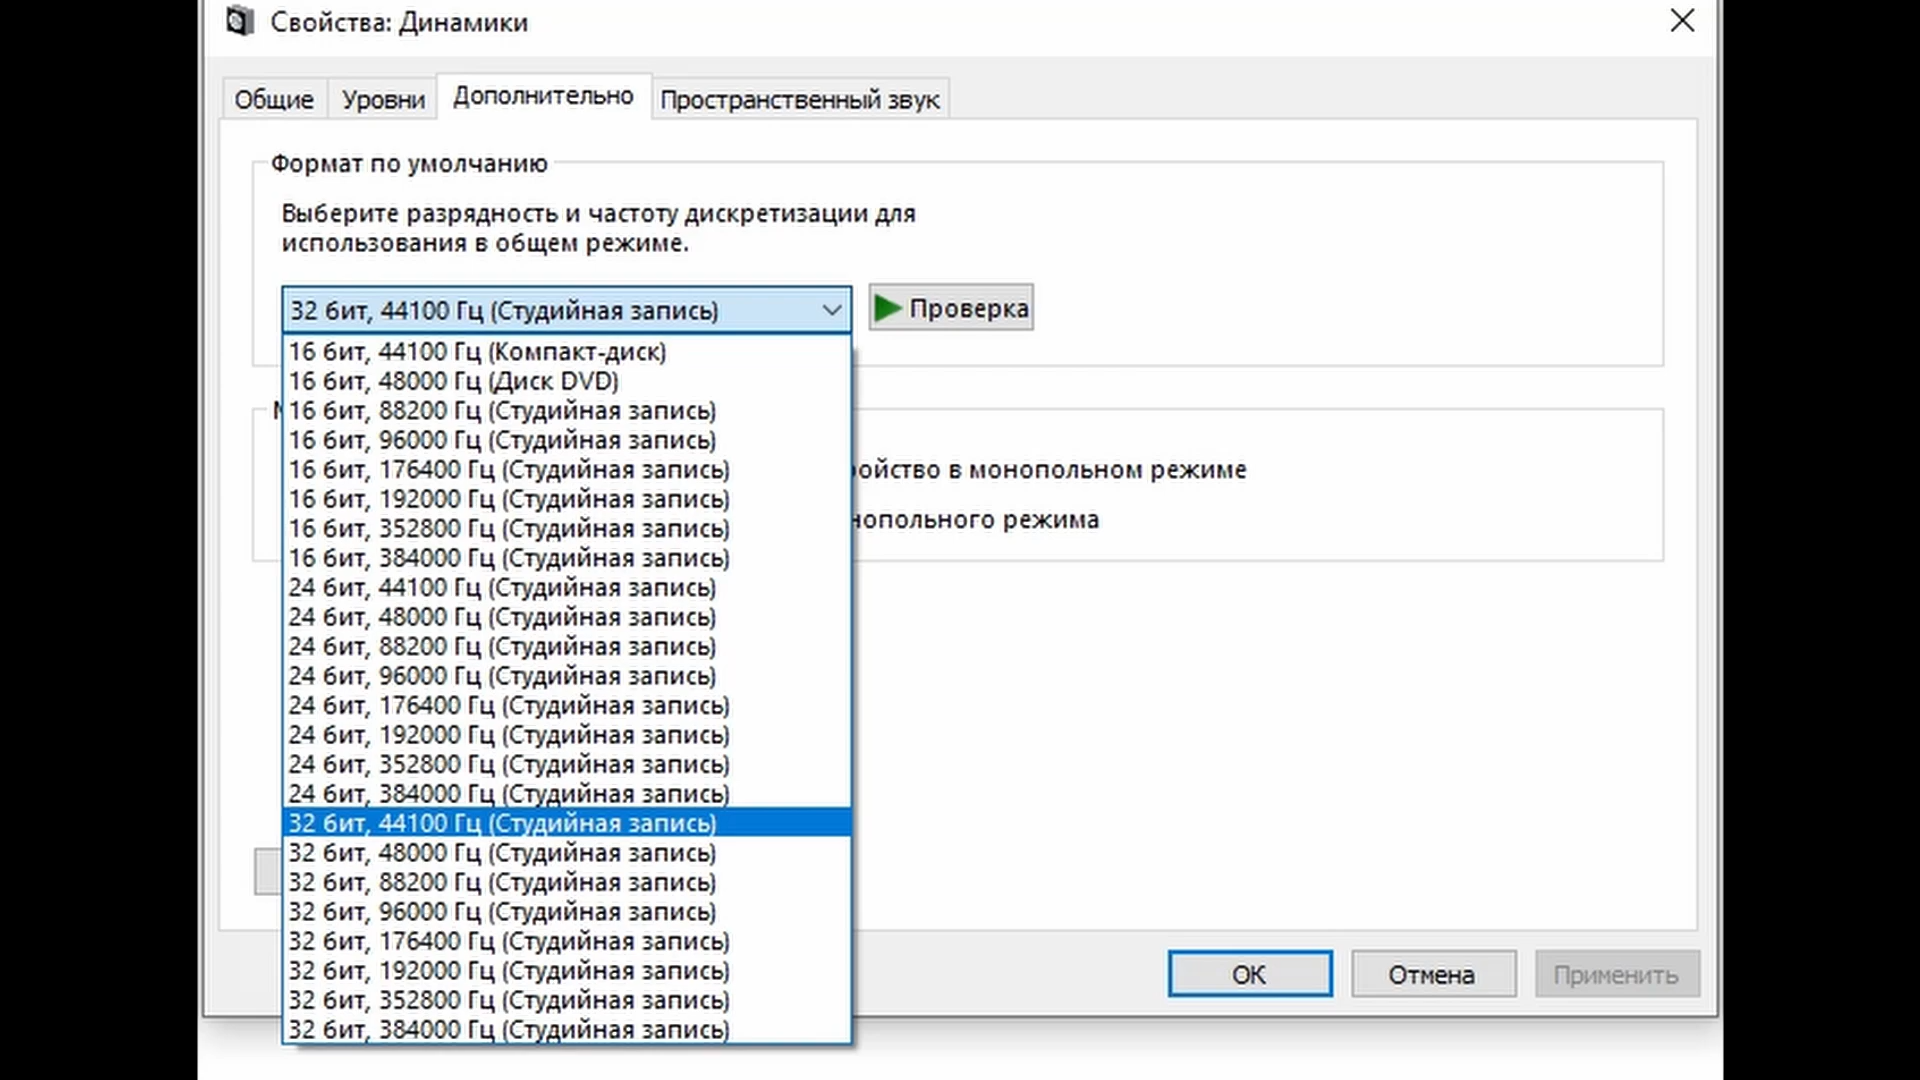 Свойства: Динамики
Общие
Уровни
Дополнительно
Пространственный звук
Формат по умолчанию
Выберите разрядность и частоту дискретизации для
использования в общем режиме.
32 бит, 44100 Гц (Студийная запись)
Проверка
16 бит, 44100 Гц (Компакт-диск)
16 бит, 48000 Гц (Диск DVD)
16 бит, 88200 Гц (Студийная запись)
16 бит, 96000 Гц (Студийная запись)
16 бит, 176400 Гц (Студийная запись)
16 бит, 192000 Гц (Студийная запись)
16 бит, 352800 Гц (Студийная запись)
16 бит, 384000 Гц (Студийная запись)
24 бит, 44100 Гц (Студийная запись)
24 бит, 48000 Гц (Студийная запись)
24 бит, 88200 Гц (Студийная запись)
24 бит, 96000 Гц (Студийная запись)
24 бит, 176400 Гц (Студийная запись)
24 бит, 192000 Гц (Студийная запись)
24 бит, 352800 Гц (Студийная запись)
24 бит, 384000 Гц (Студийная запись)
32 бит, 44100 Гц (Студийная запись)
32 бит, 48000 Гц (Студийная запись)
32 бит, 88200 Гц (Студийная запись)
32 бит, 96000 Гц (Студийная запись)
32 бит, 176400 Гц (Студийная запись)
32 бит, 192000 Гц (Студийная запись)
32 бит, 352800 Гц (Студийная запись)
32 бит, 384000 Гц (Студийная запись)
в монопольном режиме
режима
ОК
Отмена
Применить